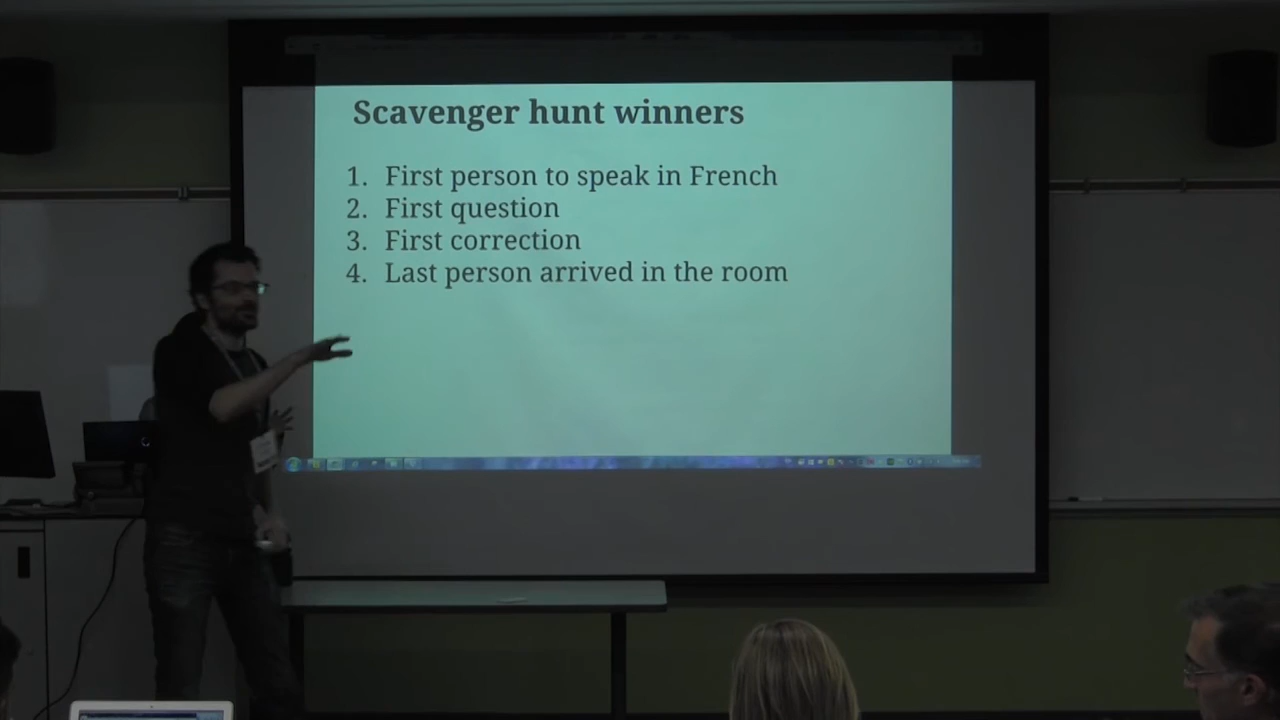 Scavenger hunt winners
1. First person to speak in French
2. First question
3. First correction
4. Last person arrived in the room